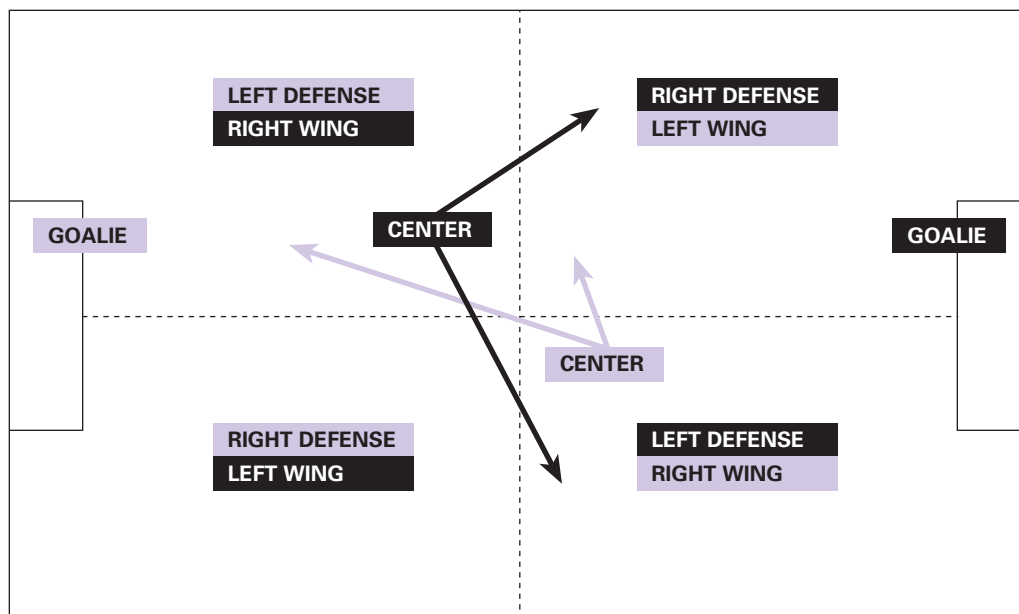 LEFT DEFENSE
RIGHT WING
RIGHT DEFENSE
LEFT WING
GOALIE
CENTER
GOALIE
CENTER
RIGHT DEFENSE
LEFT WING
LEFT DEFENSE
RIGHT WING